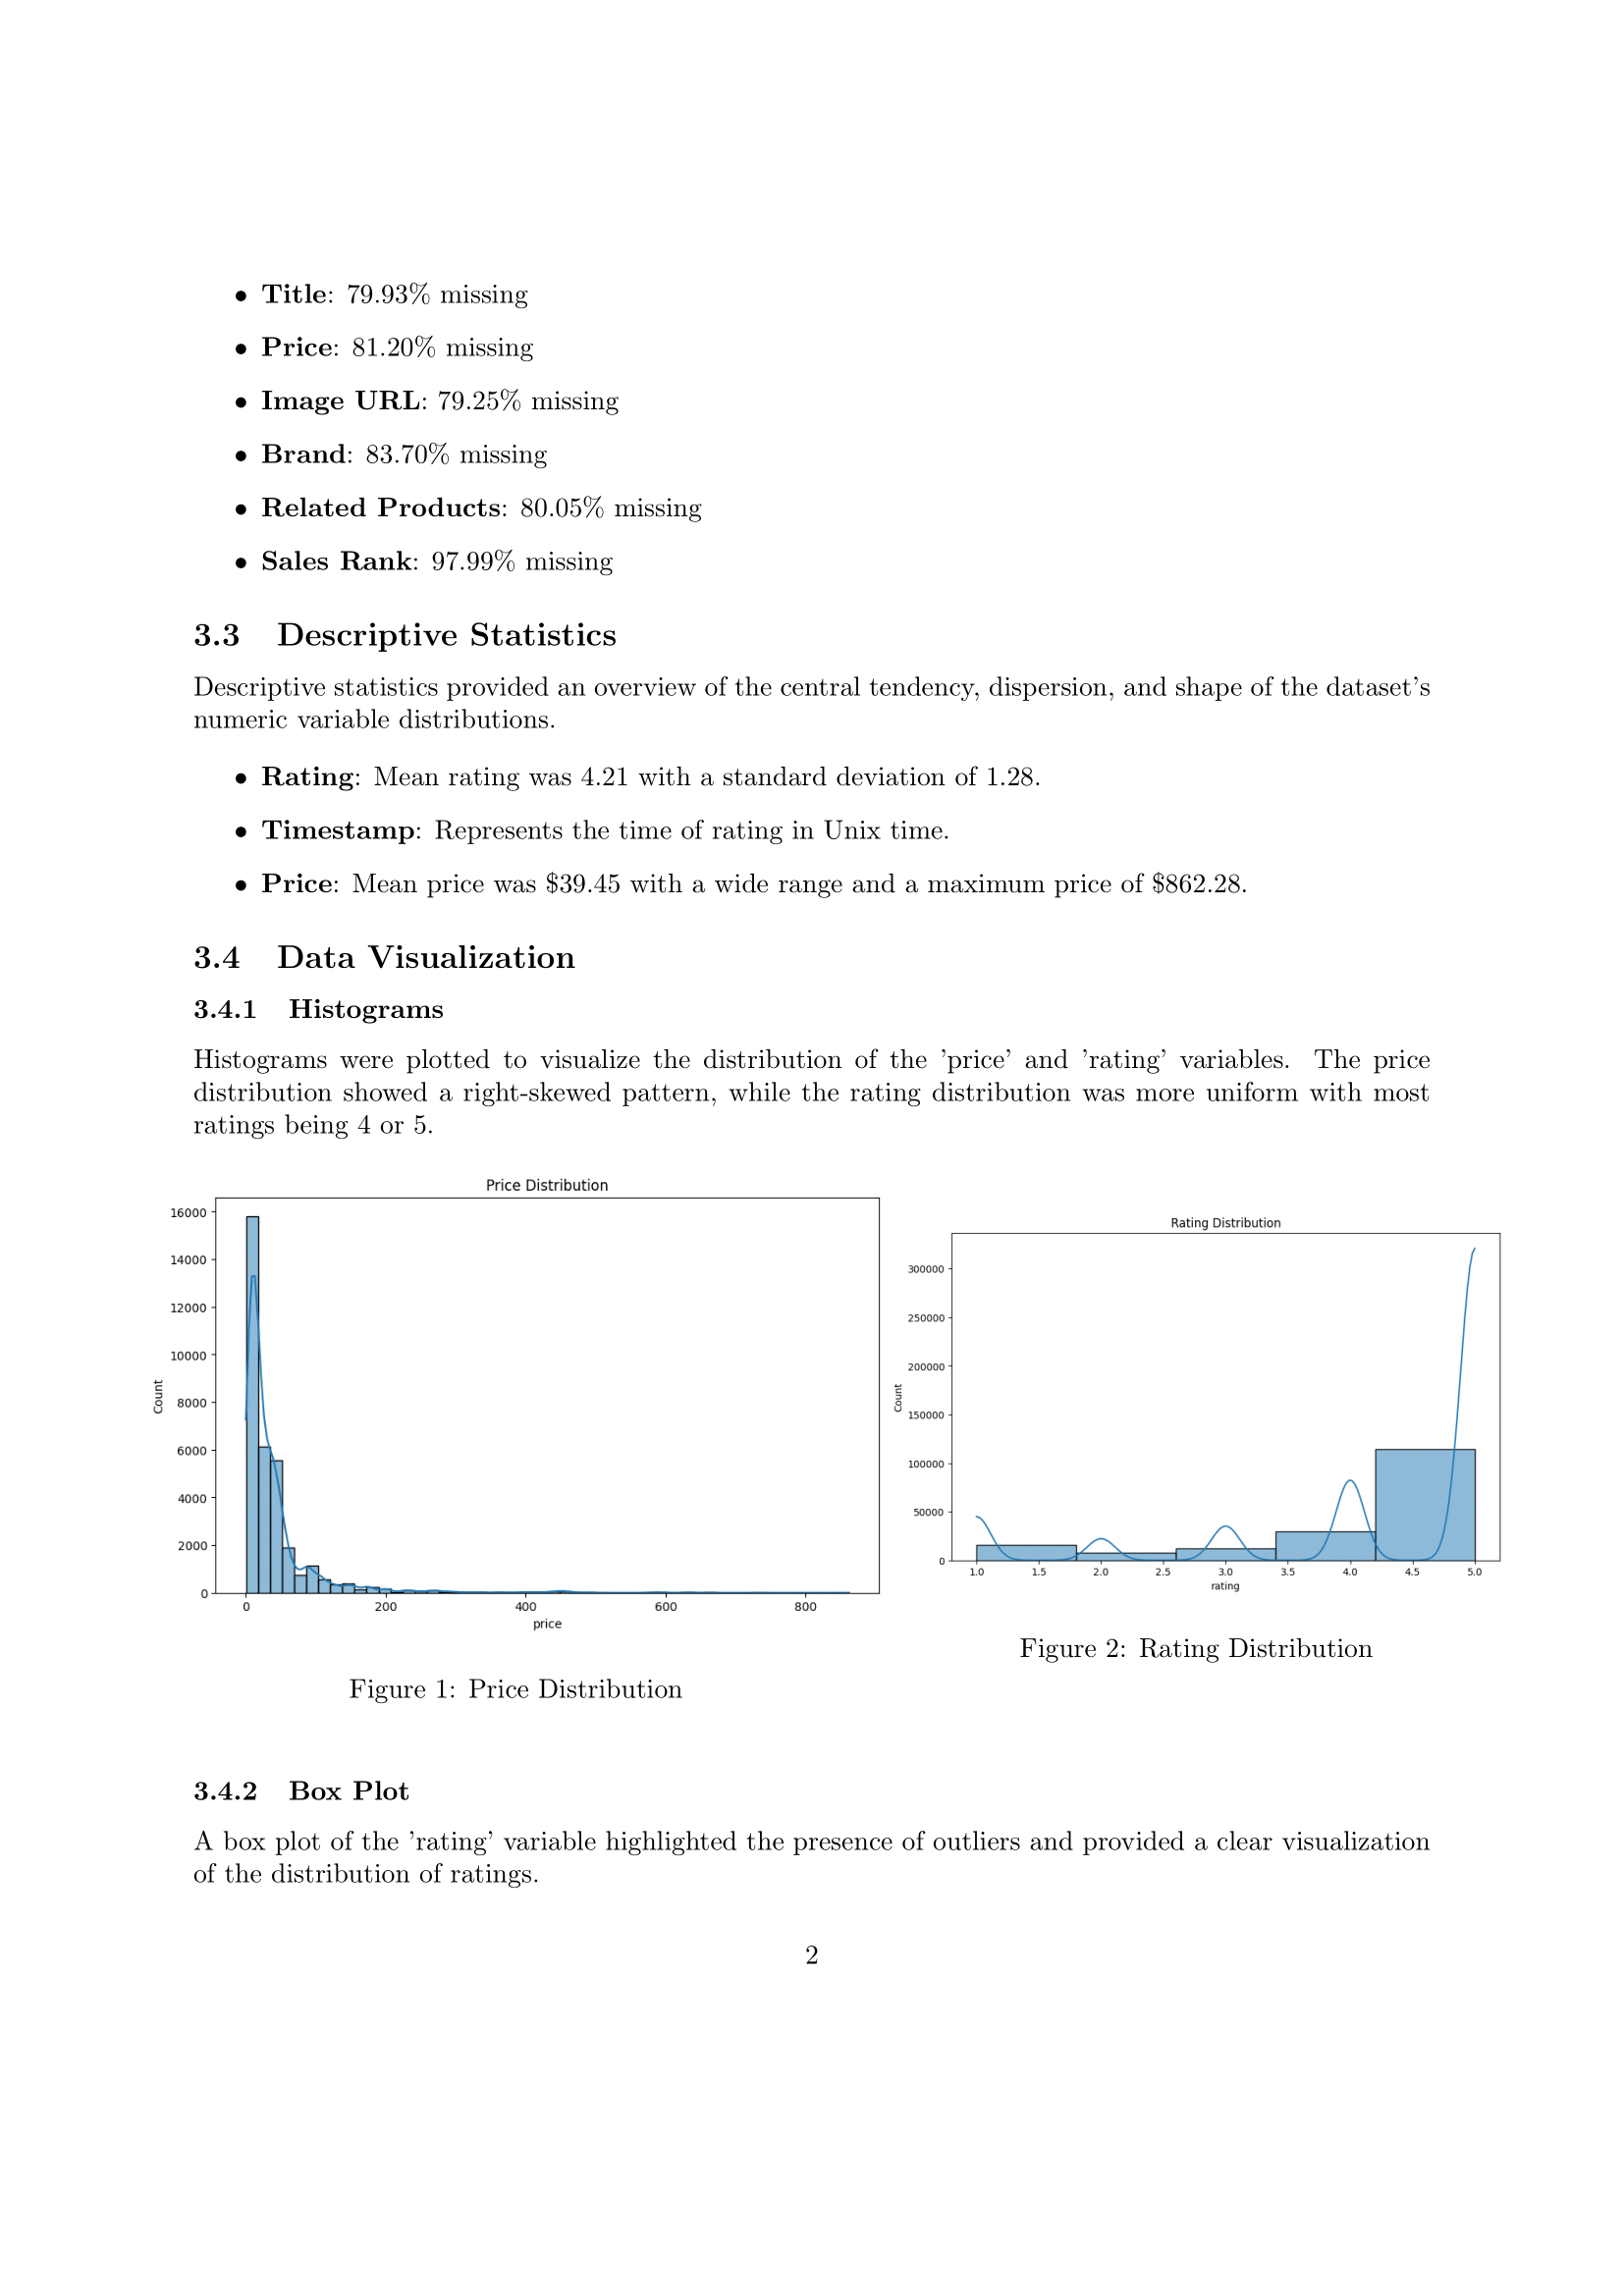 • Title: 79.93% missing
• Price: 81.20% missing
• Image URL: 79.25% missing
• Brand: 83.70% missing
• Related Products: 80.05% missing
• Sales Rank: 97.99% missing
3.3 Descriptive Statistics
Descriptive statistics provided an overview of the central tendency, dispersion, and shape of the dataset's
numeric variable distributions.
• Rating: Mean rating was 4.21 with a standard deviation of 1.28.
• Timestamp: Represents the time of rating in Unix time.
• Price: Mean price was $39.45 with a wide range and a maximum price of $862.28.
3.4 Data Visualization
3.4.1 Histograms
Histograms were plotted to visualize the distribution of the 'price' and 'rating' variables. The price
distribution showed a right-skewed pattern, while the rating distribution was more uniform with most
ratings being 4 or 5.
Price Distribution
16000
14000
12000
10000
8000
6000
4000
2000
0
Count
0 200 400 600 800
price
Figure 1: Price Distribution
Rating Distribution
300000
250000
200000
150000
100000
50000
0
Count
1.0 1.5 2.0 2.5 3.0 3.5 4.0 4.5 5.0
rating
Figure 2: Rating Distribution
3.4.2 Box Plot
A box plot of the 'rating' variable highlighted the presence of outliers and provided a clear visualization
of the distribution of ratings.
2